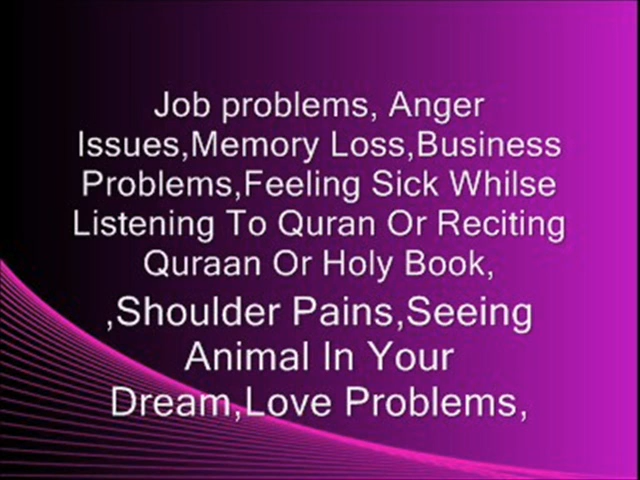 Job problems, Anger
Issues,Memory Loss,Business
Problems,Feeling Sick Whilse
Listening To Quran Or Reciting
Quraan Or Holy Book,
,Shoulder Pains,Seeing
Animal In Your
Dream,Love Problems,